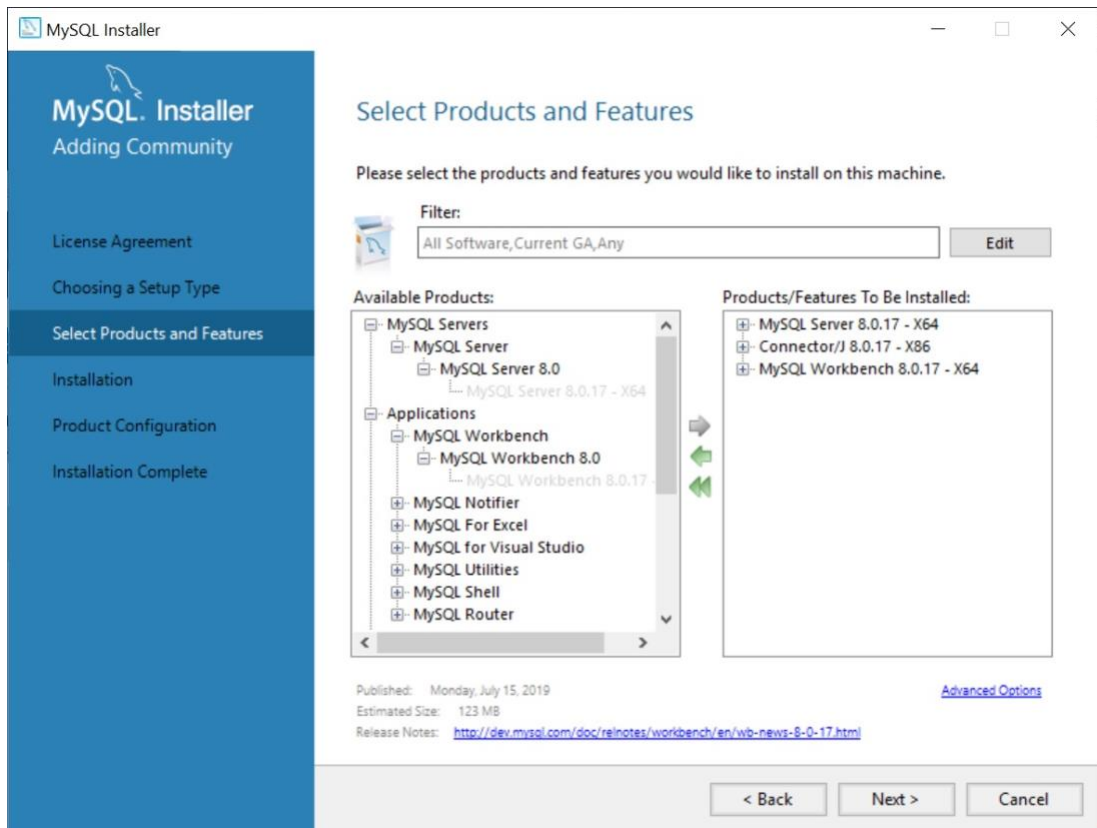 MySQL Installer
MySQL. Installer
Adding Community
License Agreement
Choosing a Setup Type
Select Products and Features
Installation
Product Configuration
Installation Complete
Select Products and Features
Please select the products and features you would like to install on this machine.
Filter:
All Software,Current GA,Any
Edit
Available Products:
MySQL Servers
MySQL Server
MySQL Server 8.0
MySQL Server 8.0.17 - X64
Applications
MySQL Workbench
MySQL Workbench 8.0
MySQL Workbench 8.0.17 -
MySQL Notifier
MySQL For Excel
MySQL for Visual Studio
MySQL Utilities
MySQL Shell
MySQL Router
Products/Features To Be Installed:
MySQL Server 8.0.17 - X64
Connector/J 8.0.17 - X86
MySQL Workbench 8.0.17 - X64
Published: Monday, July 15, 2019
Advanced Options
Estimated Size: 123 MB
Release Notes: http://dev.mysql.com/doc/relnotes/workbench/en/wb-news-8-0-17.html
< Back
Next >
Cancel